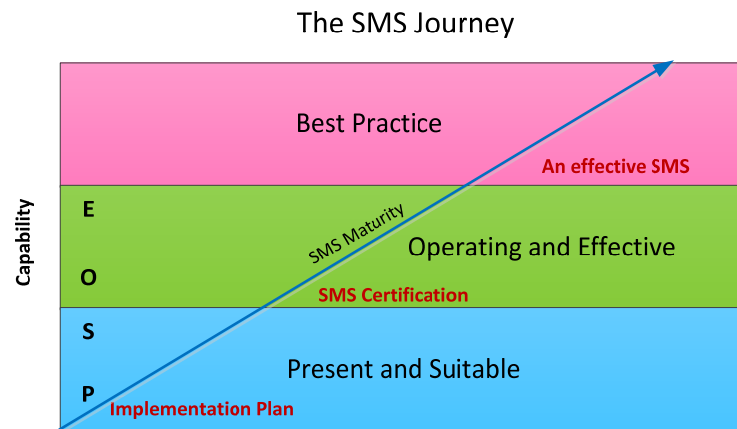 The SMS Journey
Best Practice
An effective SMS
E
SMS Maturity
Operating and Effective
Capability
O
SMS Certification
S
Present and Suitable
P
Implementation Plan